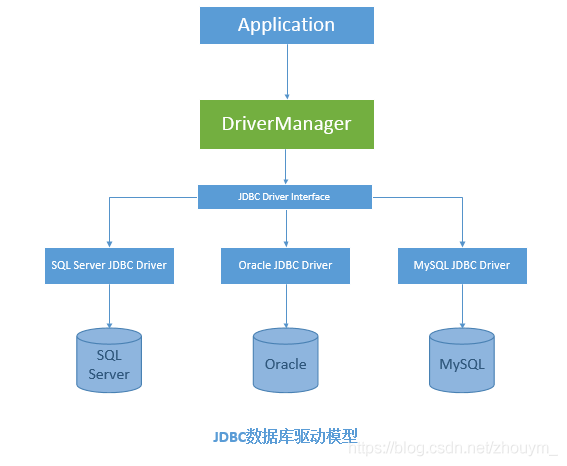 Application
DriverManager
JDBC Driver Interface
SQL Server JDBC Driver
Oracle JDBC Driver
MySQL JDBC Driver
SQL
Server
Oracle
MySQL
JDBC数据库驱动模型
https://blog.csdn.net/zhouym_